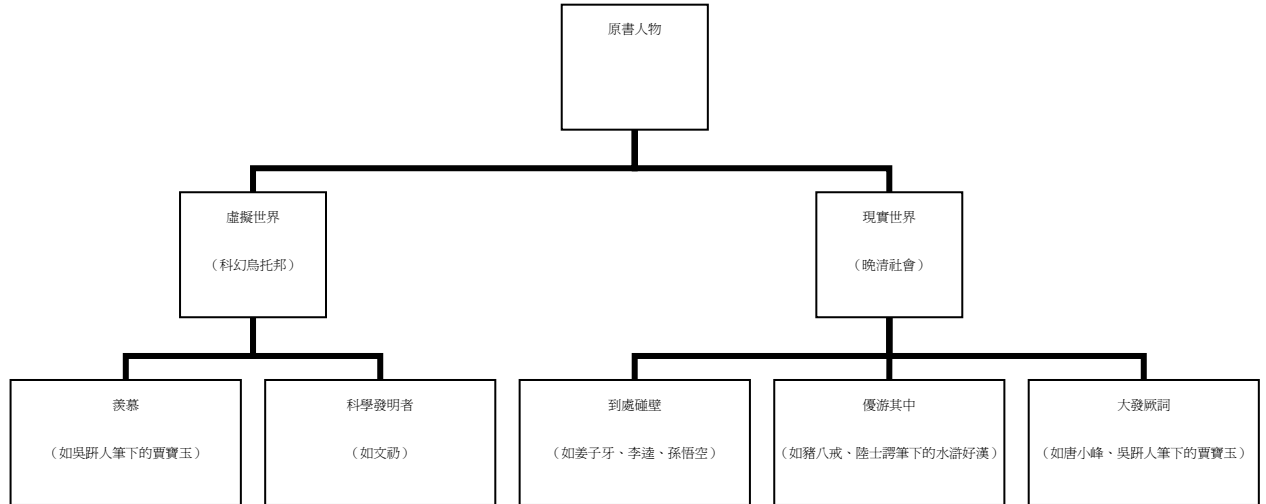 原書人物
虛擬世界
（科幻烏托邦）
現實世界
（晚清社會）
羨慕
（如吳趼人筆下的賈寶玉）
科學發明者
（如文礽）
到處碰壁
（如姜子牙、李逵、孫悟空）
優游其中
（如豬八戒、陸士諤筆下的水滸好漢）
大發厥詞
（如唐小峰、吳趼人筆下的賈寶玉）